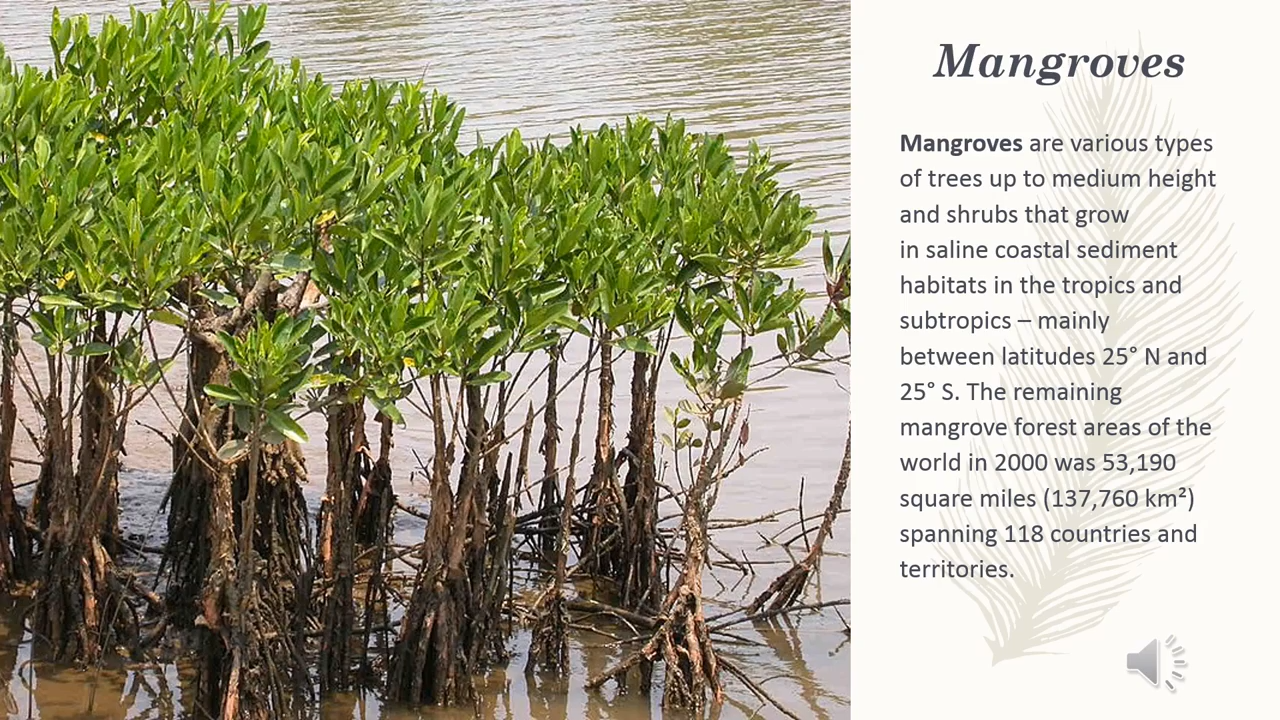 Mangroves
Mangroves are various types
of trees up to medium height
and shrubs that grow
in saline coastal sediment
habitats in the tropics and
subtropics – mainly
between latitudes 25° N and
25° S. The remaining
mangrove forest areas of the
world in 2000 was 53,190
square miles (137,760 km²)
spanning 118 countries and
territories.